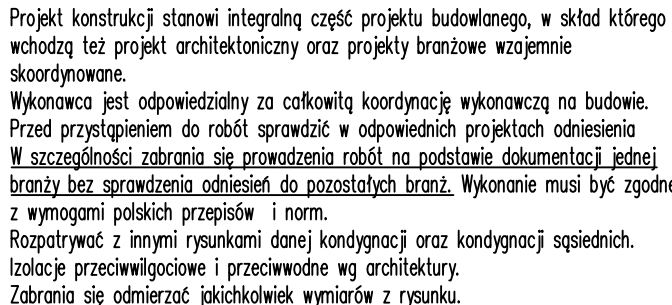 Projekt konstrukcji stanowi integralną część projektu budowlanego, w skład którego
wchodzą też projekt architektoniczny oraz projekty branżowe wzajemnie
skoordynowane.
Wykonawca jest odpowiedzialny za całkowitą koordynację wykonawczą na budowie.
Przed przystąpieniem do robót sprawdzić w odpowiednich projektach odniesienia
W szczególności zabrania się prowadzenia robót na podstawie dokumentacji jednej
branży bez sprawdzenia odniesień do pozostałych branż. Wykonanie musi być zgodne
z wymogami polskich przepisów i norm.
Rozpatrywać z innymi rysunkami danej kondygnacji oraz kondygnacji sąsiednich.
Izolacje przeciwwilgociowe i przeciwwodne wg architektury.
Zabrania się odmierzać jakichkolwiek wymiarów z rysunku.